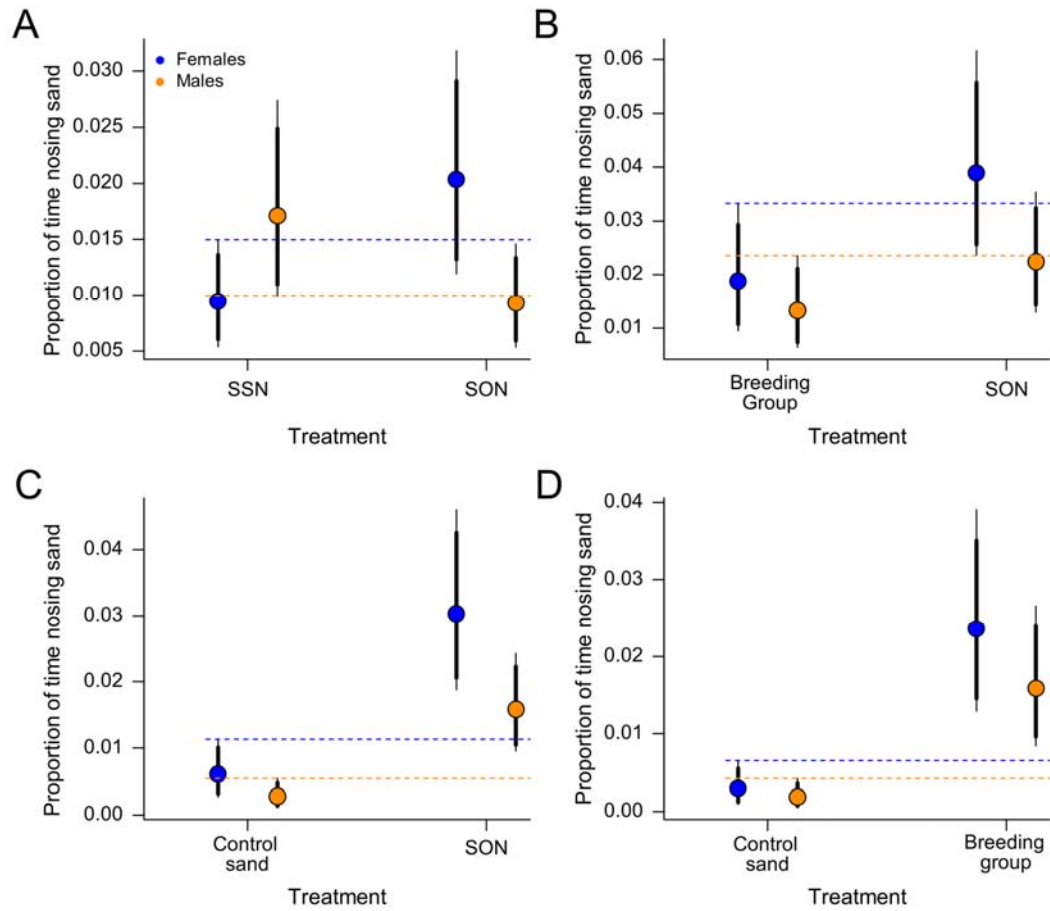 A
Proportion of time nosing sand
Females
Males
0.030
0.025
0.020
0.015
0.010
0.005
SSN
SON
Treatment
B
Proportion of time nosing sand
0.06
0.05
0.04
0.03
0.02
0.01
Breeding
Group
SON
Treatment
C
Proportion of time nosing sand
0.04
0.03
0.02
0.01
0.00
Control
sand
SON
Treatment
D
Proportion of time nosing sand
0.04
0.03
0.02
0.01
0.00
Control
sand
Breeding
group
Treatment